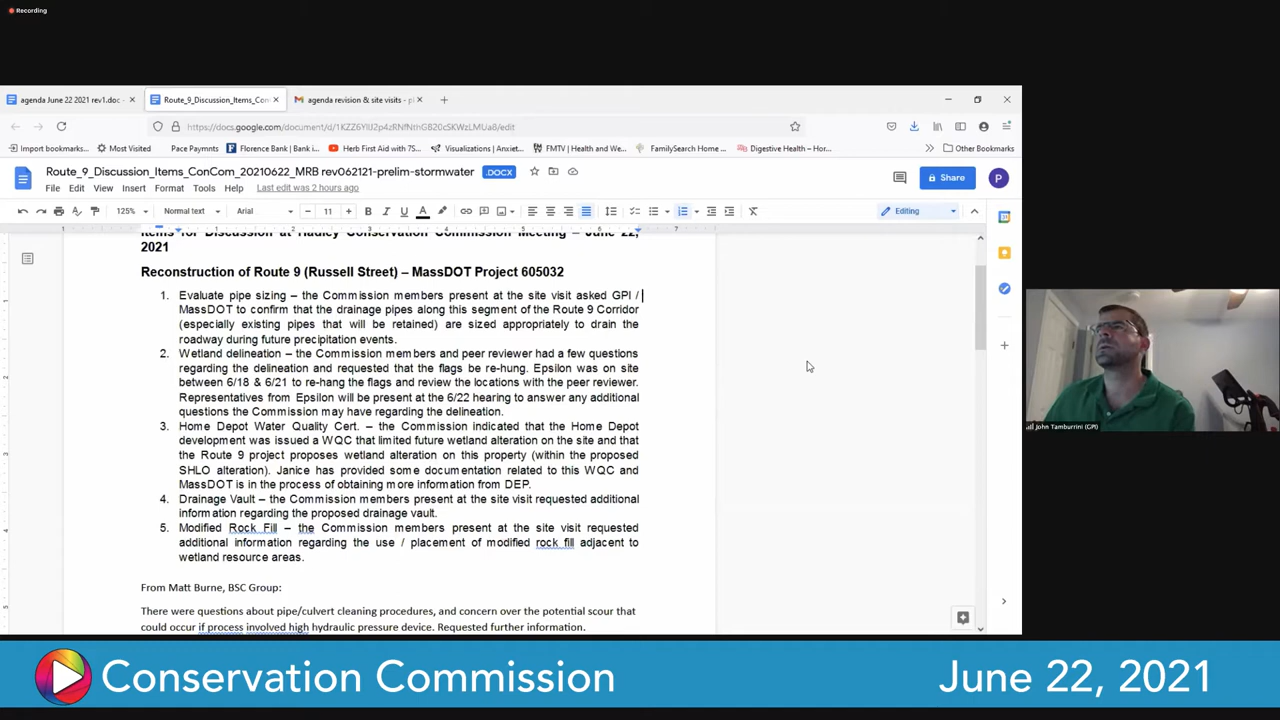 Recording
agenda June 22 2021 rev1.doc
Route_9_Discussion_Items_Con
agenda revision & site visits - p
Import bookmarks...
Most Visited
Pace Paymnts
Florence Bank | Bank i...
Herb First Aid with 7S...
Visualizations | Anxiet...
FMTV | Health and We...
FamilySearch Home ...
Digestive Health – Hor...
Other Bookmarks
Route_9_Discussion_Items_ConCom_20210622_MRB rev062121-prelim-stormwater
.DOCX
Share
P
File Edit View Insert Format Tools Help Last edit was 2 hours ago
125% Normal text Arial 11 Editing
Items for Discussion at Hadley Conservation Commission Meeting – June 22,
2021
Reconstruction of Route 9 (Russell Street) – MassDOT Project 605032
1. Evaluate pipe sizing – the Commission members present at the site visit asked GPI /
MassDOT to confirm that the drainage pipes along this segment of the Route 9 Corridor
(especially existing pipes that will be retained) are sized appropriately to drain the
roadway during future precipitation events.
2. Wetland delineation – the Commission members and peer reviewer had a few questions
regarding the delineation and requested that the flags be re-hung. Epsilon was on site
between 6/18 & 6/21 to re-hang the flags and review the locations with the peer reviewer.
Representatives from Epsilon will be present at the 6/22 hearing to answer any additional
questions the Commission may have regarding the delineation.
3. Home Depot Water Quality Cert. – the Commission indicated that the Home Depot
development was issued a WQC that limited future wetland alteration on the site and that
the Route 9 project proposes wetland alteration on this property (within the proposed
SHLO alteration). Janice has provided some documentation related to this WQC and
MassDOT is in the process of obtaining more information from DEP.
4. Drainage Vault – the Commission members present at the site visit requested additional
information regarding the proposed drainage vault.
5. Modified Rock Fill – the Commission members present at the site visit requested
additional information regarding the use / placement of modified rock fill adjacent to
wetland resource areas.
From Matt Burne, BSC Group:
There were questions about pipe/culvert cleaning procedures, and concern over the potential scour that
could occur if process involved high hydraulic pressure device. Requested further information.
John Tamburrini (GPI)
Conservation Commission
June 22, 2021